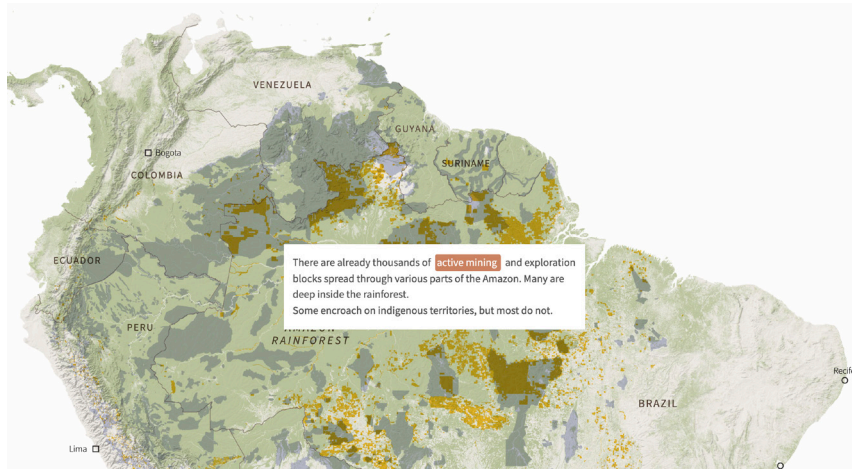 VENEZUELA
GUYANA
Bogota
SURINAME
COLOMBIA
There are already thousands of active mining and exploration
blocks spread through various parts of the Amazon. Many are
deep inside the rainforest.
Some encroach on indigenous territories, but most do not.
ECUADOR
PERU
AMAZON
RAINFOREST
Recife
BRAZIL
Lima